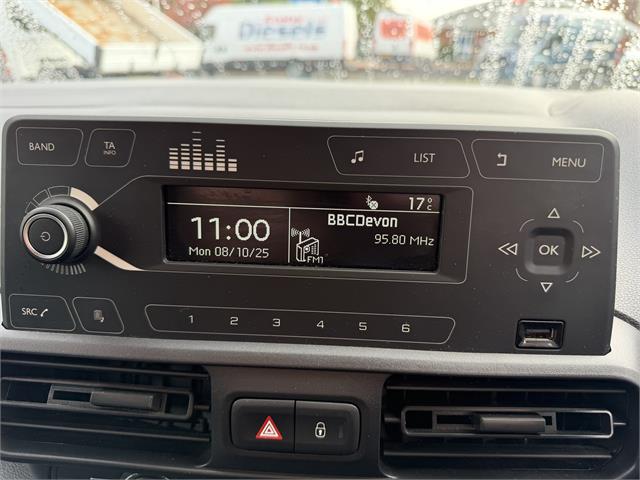 Diesels
BAND
TA
INFO
LIST
MENU
17°C
11:00
BBCDevon
95.80 MHz
Mon 08/10/25
FM1
OK
SRC
1 2 3 4 5 6